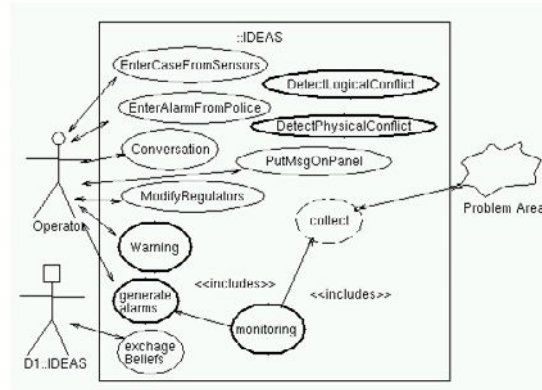 ::IDEAS
EnterCaseFromSensors
DetectLogicalConflict
EnterAlarmFromPolice
DetectPhysicalConflict
Conversation
PutMsgOnPanel
ModifyRegulators
Operator
Problem Area
collect
Warning
<<includes>>
generate
alarms
<<includes>>
monitoring
exchage
Beliefs
D1::IDEAS